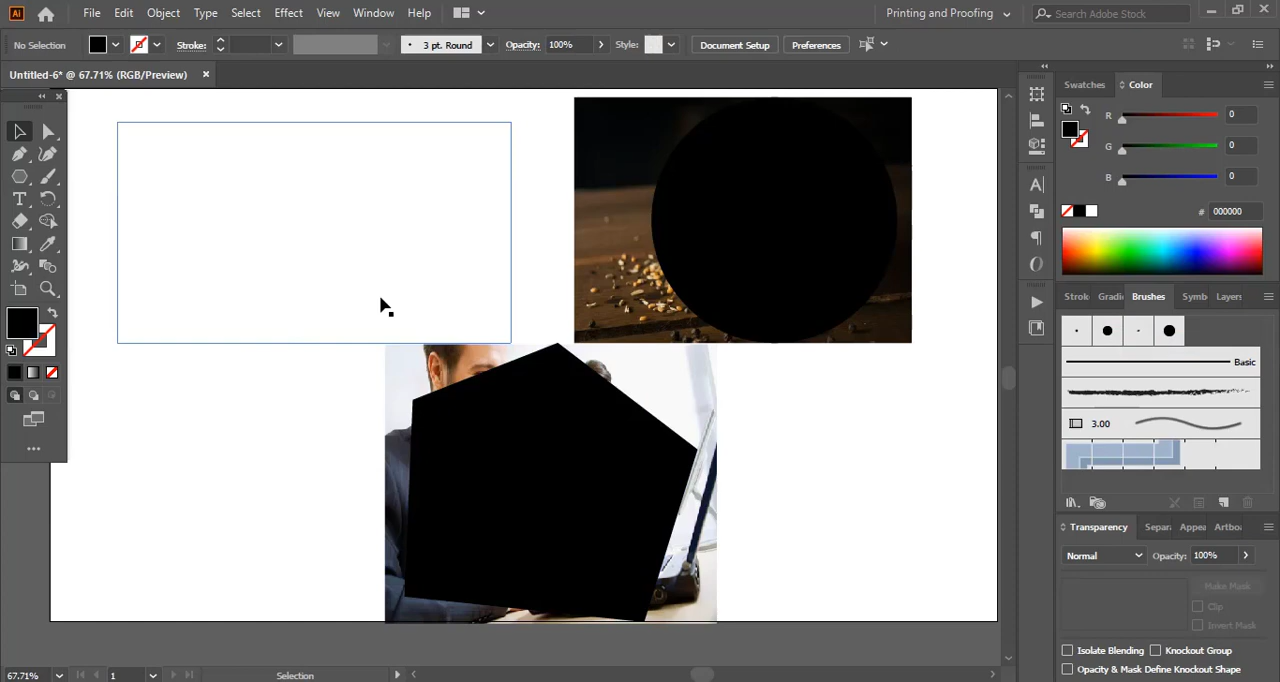 Ai File Edit Object Type Select Effect View Window Help Printing and Proofing Search Adobe Stock
No Selection Stroke: 3 pt. Round Opacity: 100% Style: Document Setup Preferences
Untitled-6* @ 67.71% (RGB/Preview)
Swatches Color
R 0
G 0
B 0
# 000000
Stroke Gradi Brushes Symb Layers
Basic
3.00
Transparency Separ Appea Artbo
Normal Opacity: 100%
Make Mask
Clip
Invert Mask
Isolate Blending Knockout Group
Opacity & Mask Define Knockout Shape
67.71% 1 Selection